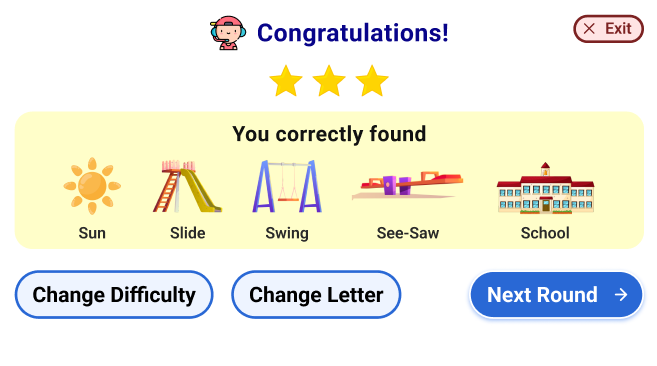 Congratulations!
Exit
You correctly found
Sun
Slide
Swing
See-Saw
School
Change Difficulty
Change Letter
Next Round